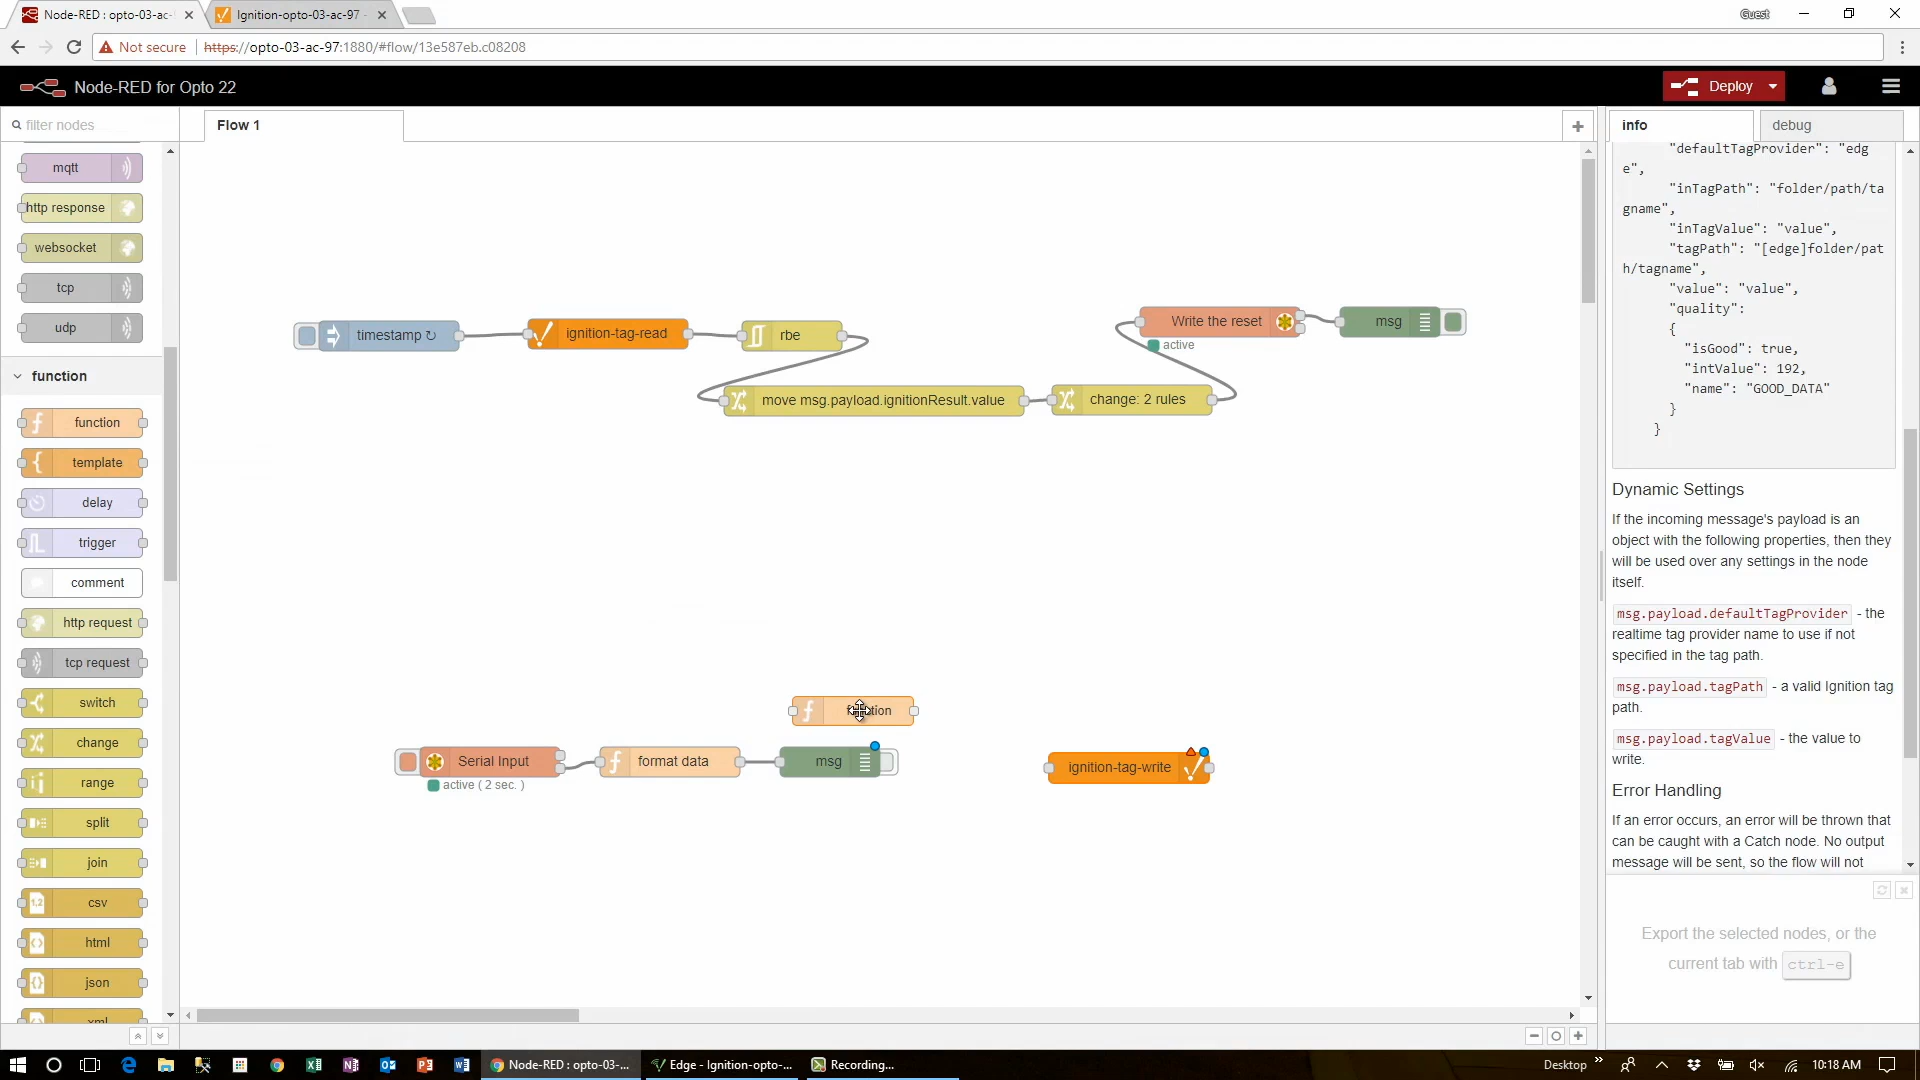 Node-RED : opto-03-ac-
Ignition-opto-03-ac-97 -
Guest
Not secure
https://opto-03-ac-97:1880/#flow/13e587eb.c08208
Node-RED for Opto 22
Deploy
filter nodes
Flow 1
info
debug
mqtt
http response
websocket
tcp
udp
function
function
template
delay
trigger
comment
http request
tcp request
switch
change
range
split
join
csv
html
json
xml
timestamp ↻
ignition-tag-read
rbe
Write the reset
msg
active
move msg.payload.ignitionResult.value
change: 2 rules
function
Serial Input
format data
msg
active ( 2 sec. )
ignition-tag-write
"defaultTagProvider": "edg
e",
"inTagPath": "folder/path/ta
gname",
"inTagValue": "value",
"tagPath": "[edge]folder/pat
h/tagname",
"value": "value",
"quality":
{
"isGood": true,
"intValue": 192,
"name": "GOOD_DATA"
}
}
Dynamic Settings
If the incoming message's payload is an
object with the following properties, then they
will be used over any settings in the node
itself.
msg.payload.defaultTagProvider - the
realtime tag provider name to use if not
specified in the tag path.
msg.payload.tagPath - a valid Ignition tag
path.
msg.payload.tagValue - the value to
write.
Error Handling
If an error occurs, an error will be thrown that
can be caught with a Catch node. No output
message will be sent, so the flow will not
Export the selected nodes, or the
current tab with ctrl-e
Node-RED : opto-03-...
Edge - Ignition-opto-...
Recording...
Desktop
10:18 AM